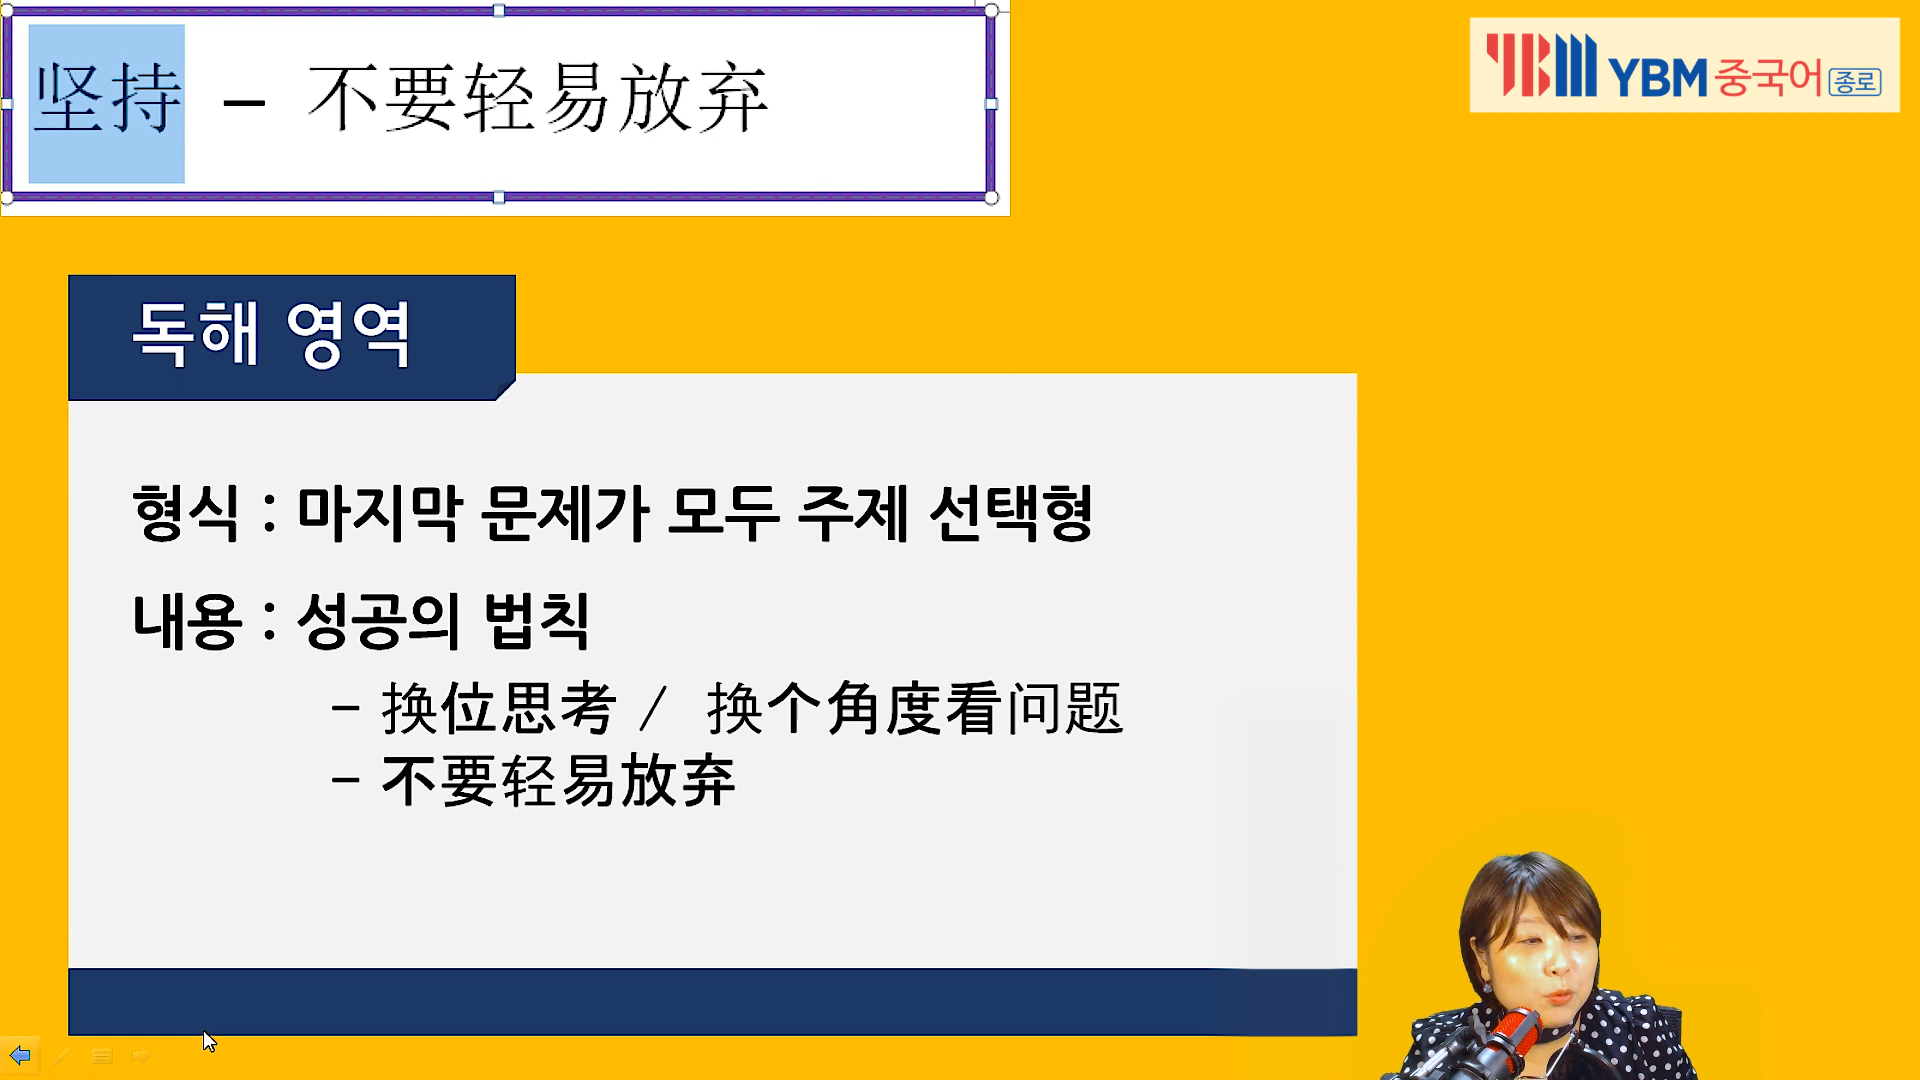 坚持 – 不要轻易放弃
YBM 중국어 종로
독해 영역
형식 : 마지막 문제가 모두 주제 선택형
내용 : 성공의 법칙
- 换位思考 / 换个角度看问题
- 不要轻易放弃